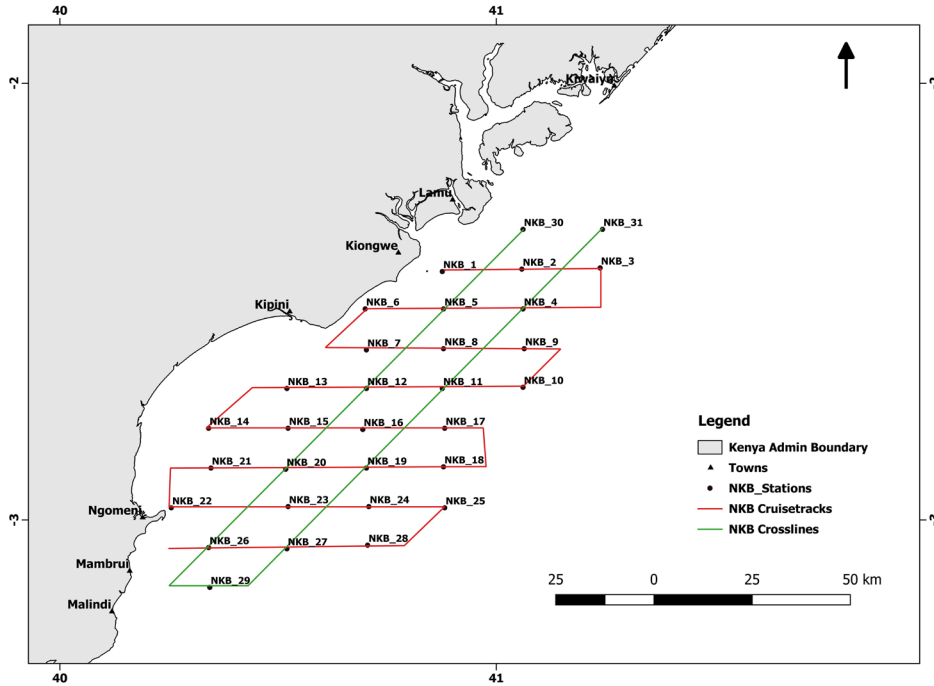 40 41
-2 -2
Kiwaiyu
Lamu
NKB_30 NKB_31
Kiongwe
NKB_1 NKB_2 NKB_3
Kipini NKB_6 NKB_5 NKB_4
NKB_7 NKB_8 NKB_9
NKB_13 NKB_12 NKB_11 NKB_10
NKB_14 NKB_15 NKB_16 NKB_17
NKB_21 NKB_20 NKB_19 NKB_18
Ngomeni NKB_22 NKB_23 NKB_24 NKB_25
-3 -3
NKB_26 NKB_27 NKB_28
Mambrui
NKB_29
Malindi
Legend
Kenya Admin Boundary
Towns
NKB_Stations
NKB Cruisetracks
NKB Crosslines
25 0 25 50 km
40 41